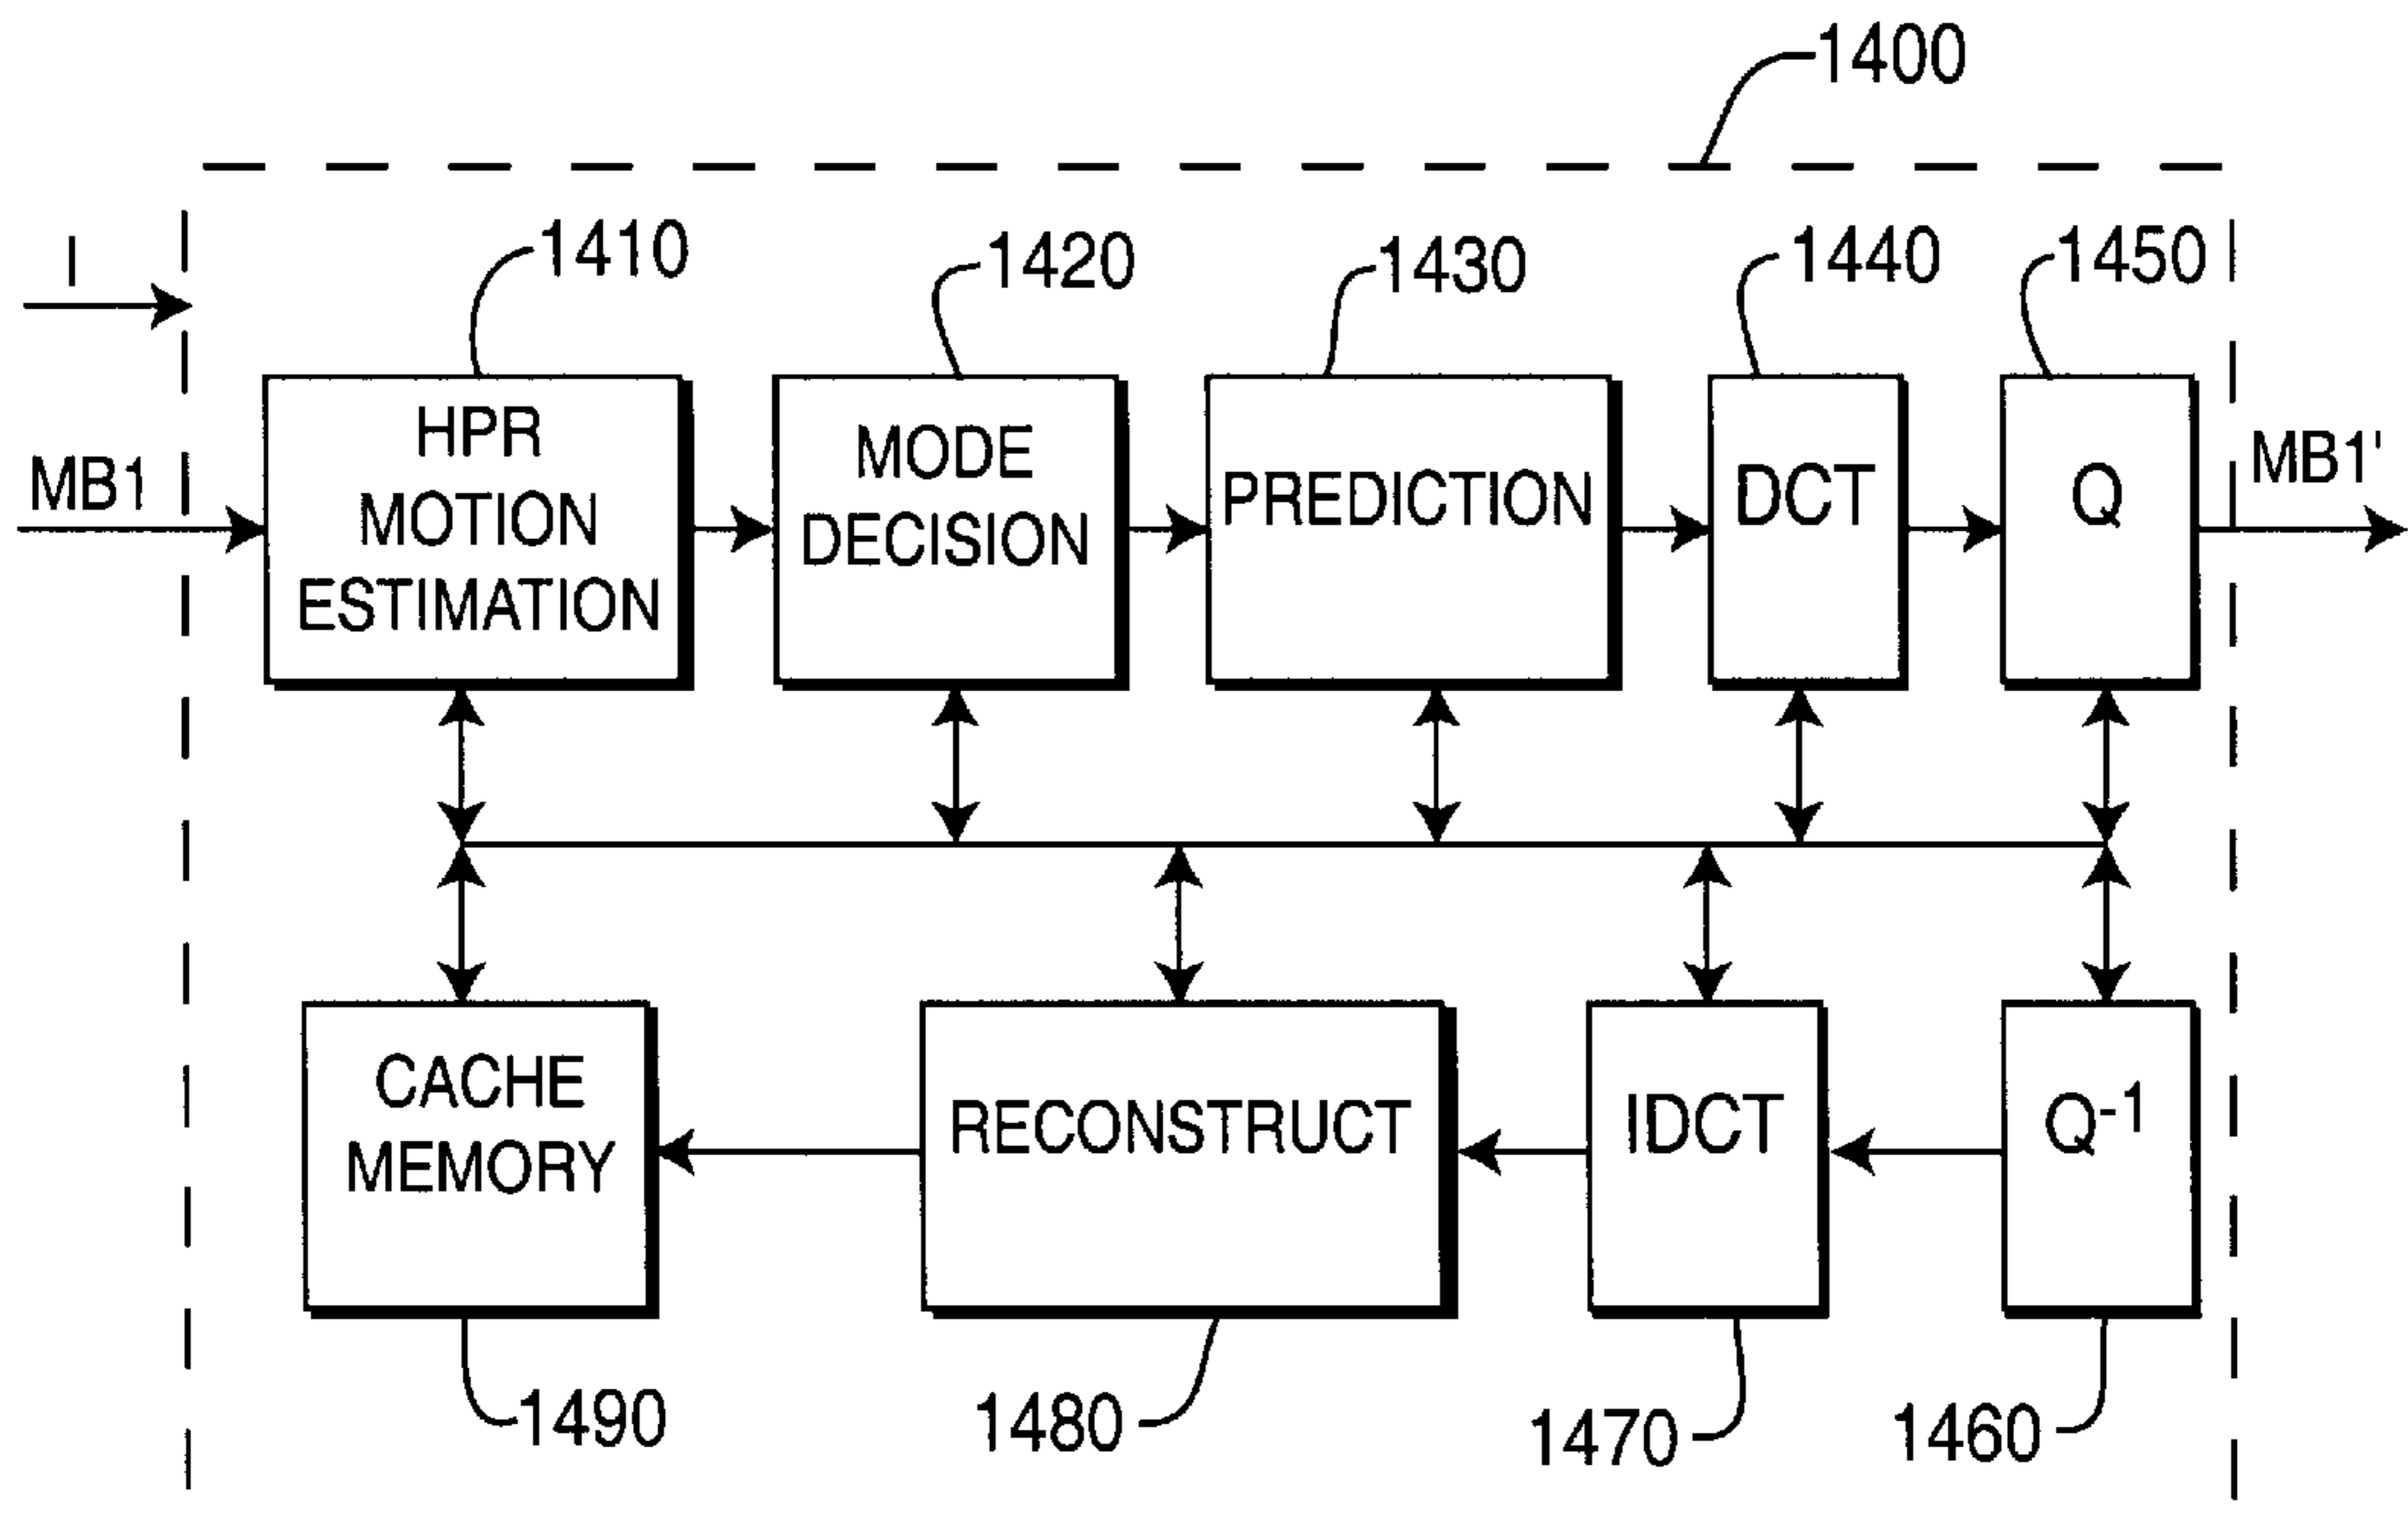 1400
I
1410
1420
1430
1440
1450
MB1
HPR
MOTION
ESTIMATION
MODE
DECISION
PREDICTION
DCT
Q
MB1'
CACHE
MEMORY
RECONSTRUCT
IDCT
Q-1
1490
1480
1470
1460